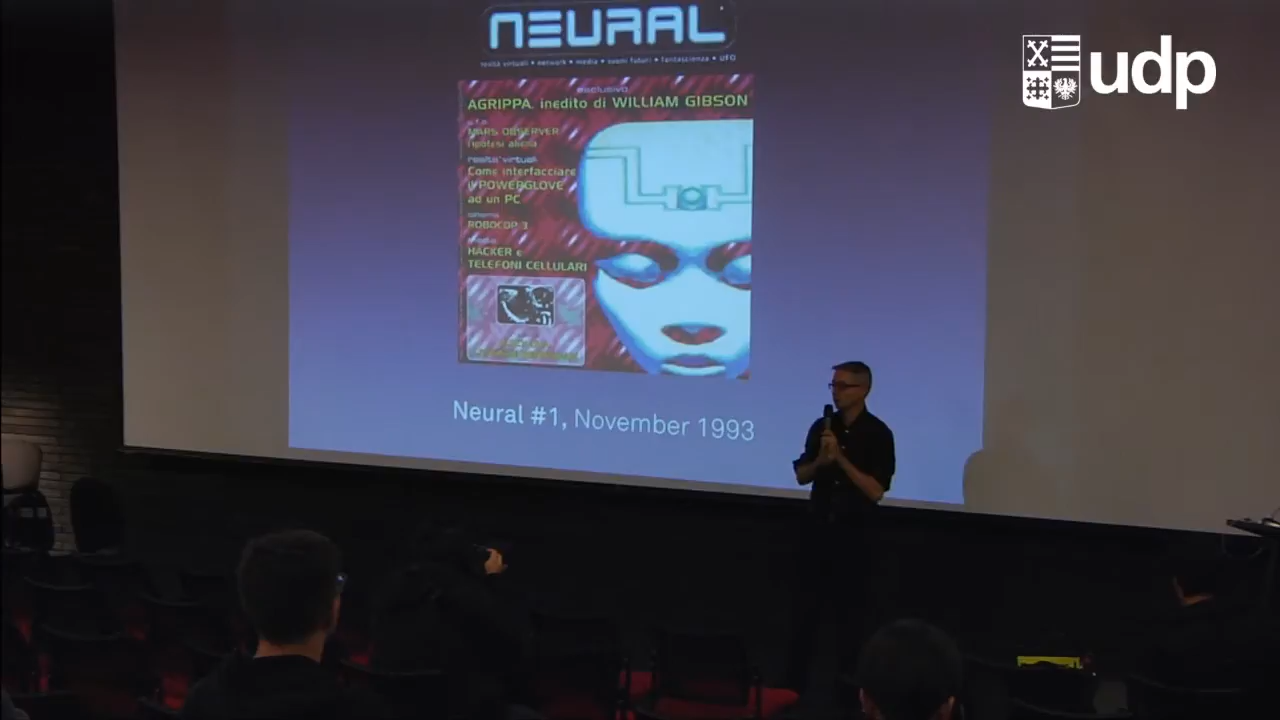 NEURAL
realtà virtuali • network • media • suoni futuri • fantascienza • UFO
udp
esclusivo
AGRIPPA, inedito di WILLIAM GIBSON
u.f.o.
MARS OBSERVER
ipotesi aliena
realta' virtuali
Come interfacciare
il POWERGLOVE
ad un PC
cinema
ROBOCOP 3
media
HACKER e
TELEFONI CELLULARI
Neural #1, November 1993